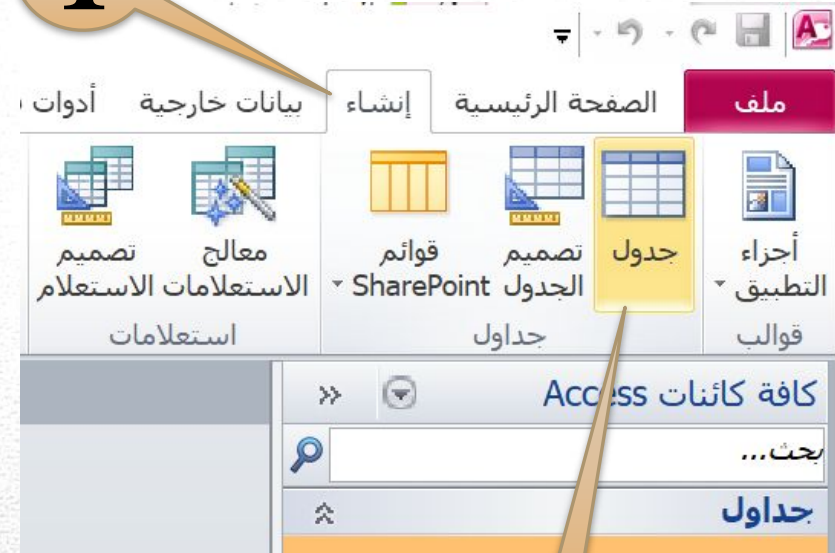 1
ملف الصفحة الرئيسية إنشاء بيانات خارجية أدوات
أجزاء التطبيق
جدول
تصميم الجدول
قوائم SharePoint
معالج الاستعلامات
تصميم الاستعلام
قوالب جداول استعلامات
كافة كائنات Access
بحث...
جداول